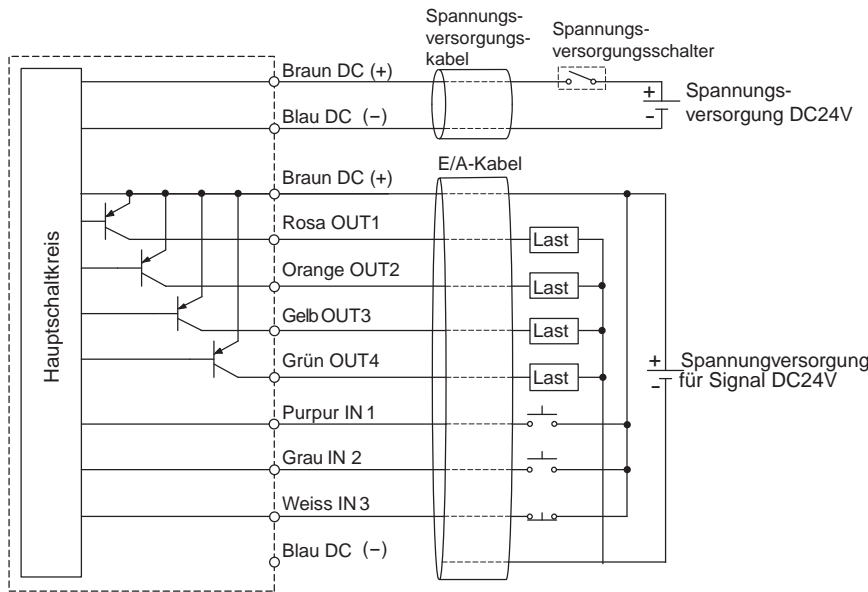 Spannungs-
versorgungs-
kabel
Spannungs-
versorgungsschalter
Braun DC (+)
+
Spannungs-
Blau DC (−)
-
versorgung DC24V
E/A-Kabel
Braun DC (+)
Rosa OUT1
Last
Orange OUT2
Last
Gelb OUT3
Last
Hauptschaltkreis
Grün OUT4
Last
+
Spannungversorgung
-
für Signal DC24V
Purpur IN 1
Grau IN 2
Weiss IN 3
Blau DC (−)